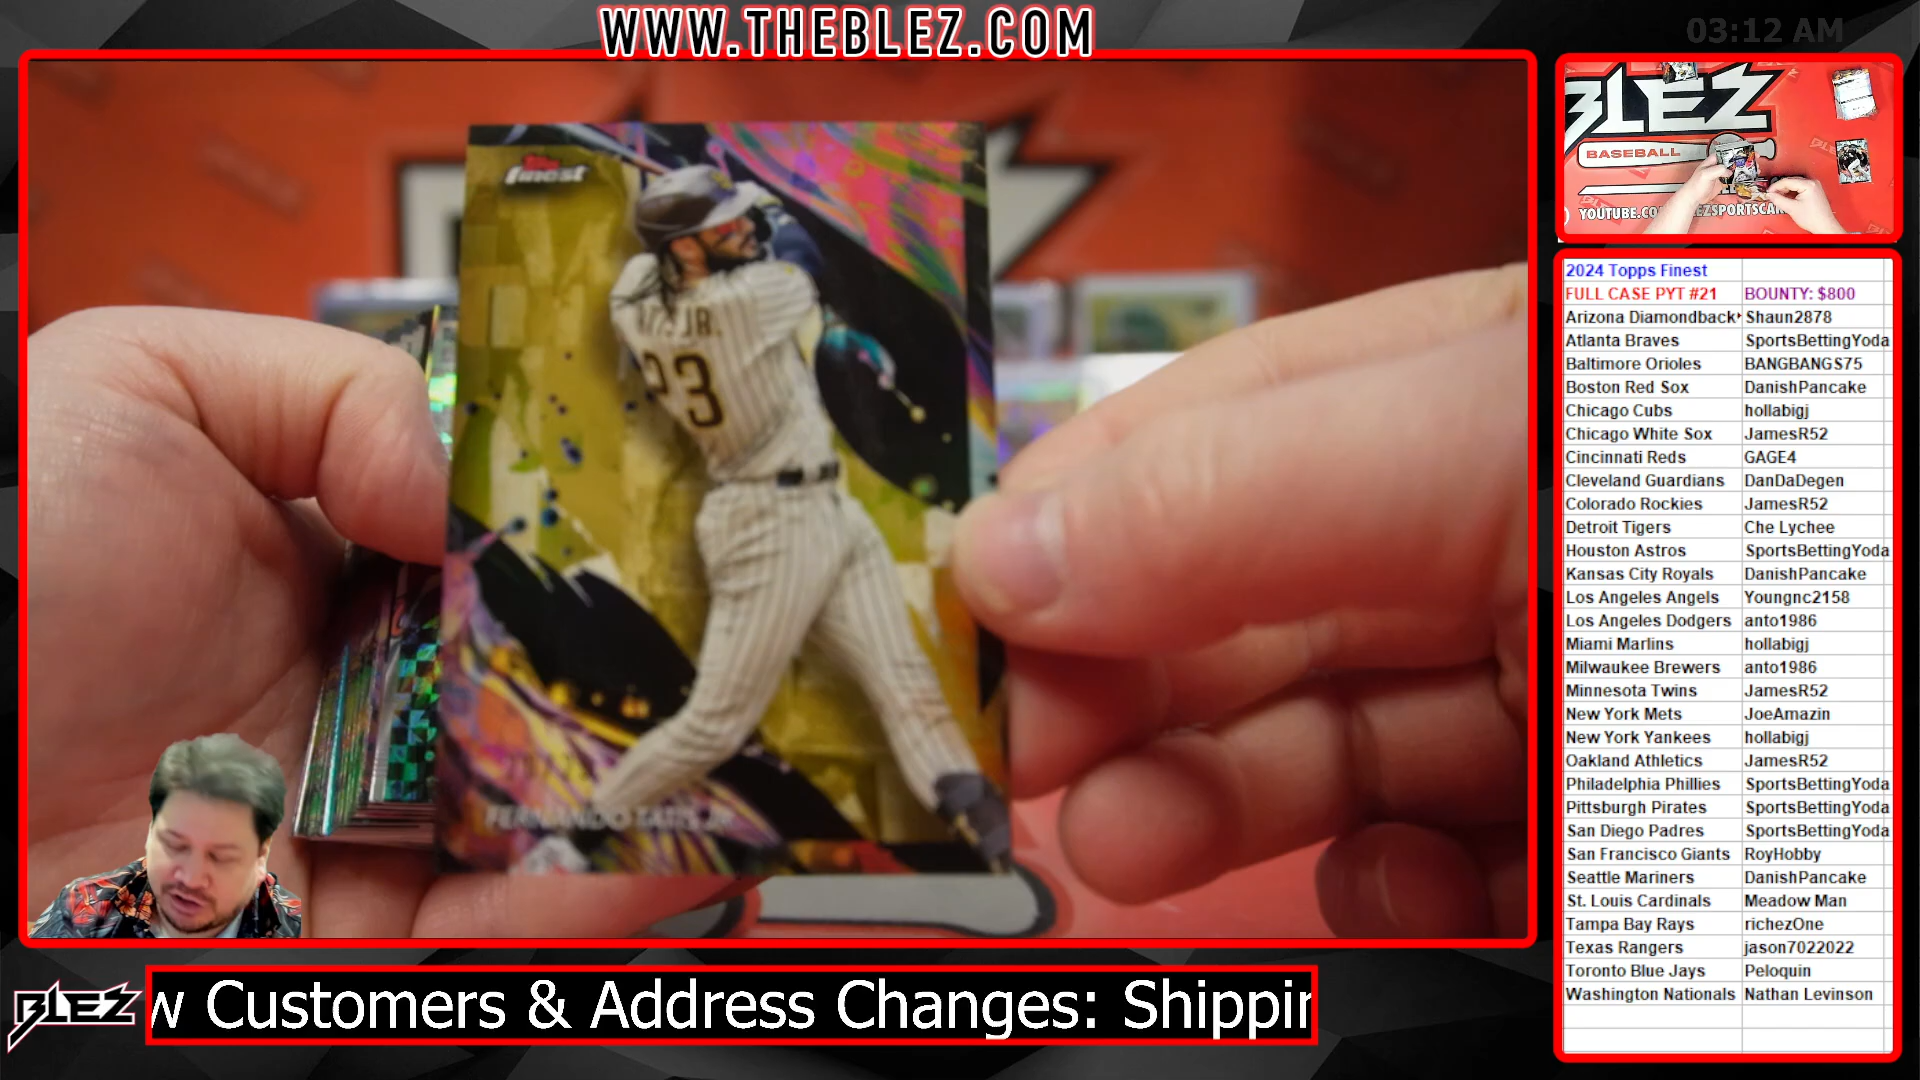 WWW.THEBLEZ.COM
03:12 AM
Topps
finest
23
FERNANDO TATIS JR.
BLEZ
BASEBALL
2024 Topps Finest
FULL CASE PYT #21 BOUNTY: $800
Arizona Diamondback Shaun2878
Atlanta Braves SportsBettingYoda
Baltimore Orioles BANGBANGS75
Boston Red Sox DanishPancake
Chicago Cubs hollabigj
Chicago White Sox JamesR52
Cincinnati Reds GAGE4
Cleveland Guardians DanDaDegen
Colorado Rockies JamesR52
Detroit Tigers Che Lychee
Houston Astros SportsBettingYoda
Kansas City Royals DanishPancake
Los Angeles Angels Youngnc2158
Los Angeles Dodgers anto1986
Miami Marlins hollabigj
Milwaukee Brewers anto1986
Minnesota Twins JamesR52
New York Mets JoeAmazin
New York Yankees hollabigj
Oakland Athletics JamesR52
Philadelphia Phillies SportsBettingYoda
Pittsburgh Pirates SportsBettingYoda
San Diego Padres SportsBettingYoda
San Francisco Giants RoyHobby
Seattle Mariners DanishPancake
St. Louis Cardinals Meadow Man
Tampa Bay Rays richezOne
Texas Rangers jason7022022
Toronto Blue Jays Peloquin
Washington Nationals Nathan Levinson
BLEZ
w Customers & Address Changes: Shippin